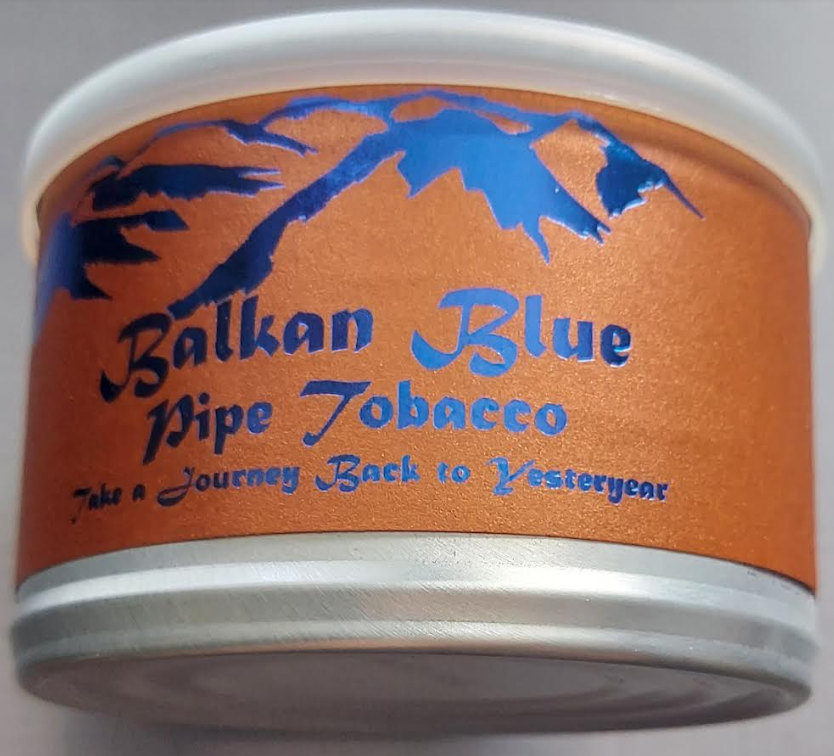 Balkan Blue
Pipe Tobacco
Take a Journey Back to Yesteryear